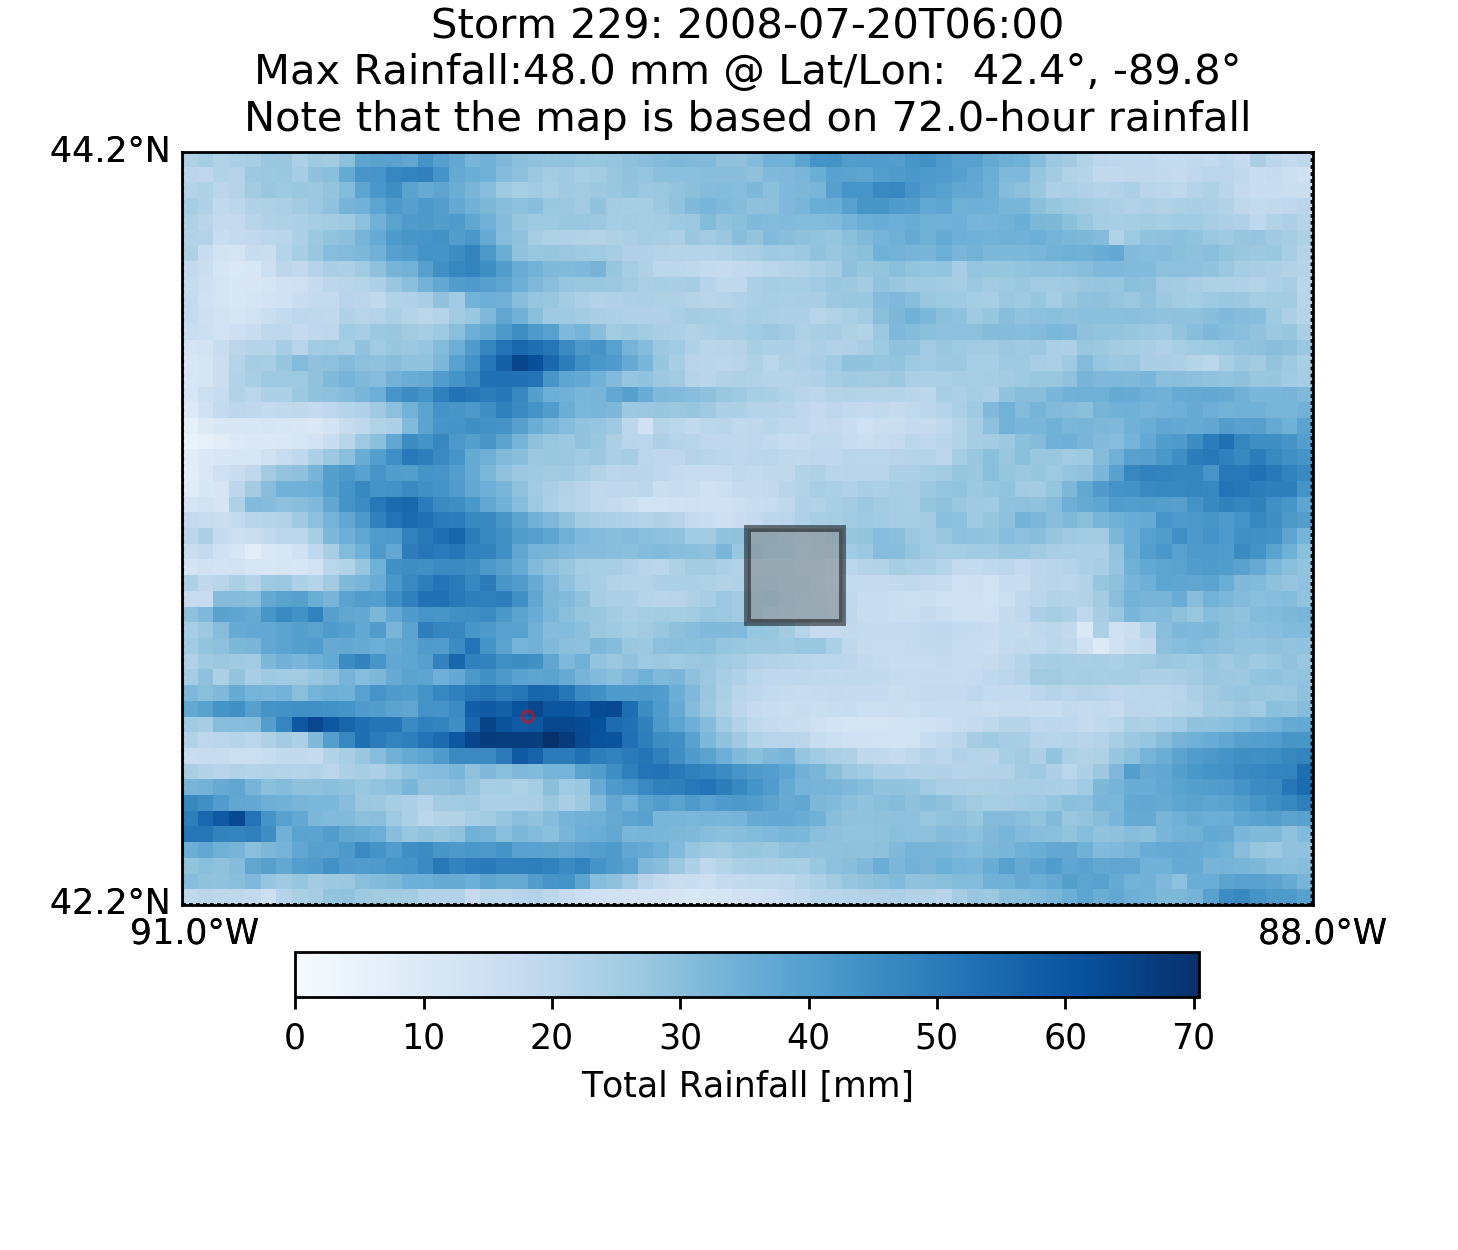 Storm 229: 2008-07-20T06:00
Max Rainfall:48.0 mm @ Lat/Lon:  42.4°, -89.8°
Note that the map is based on 72.0-hour rainfall
44.2°N
42.2°N
91.0°W 88.0°W
0 10 20 30 40 50 60 70
Total Rainfall [mm]